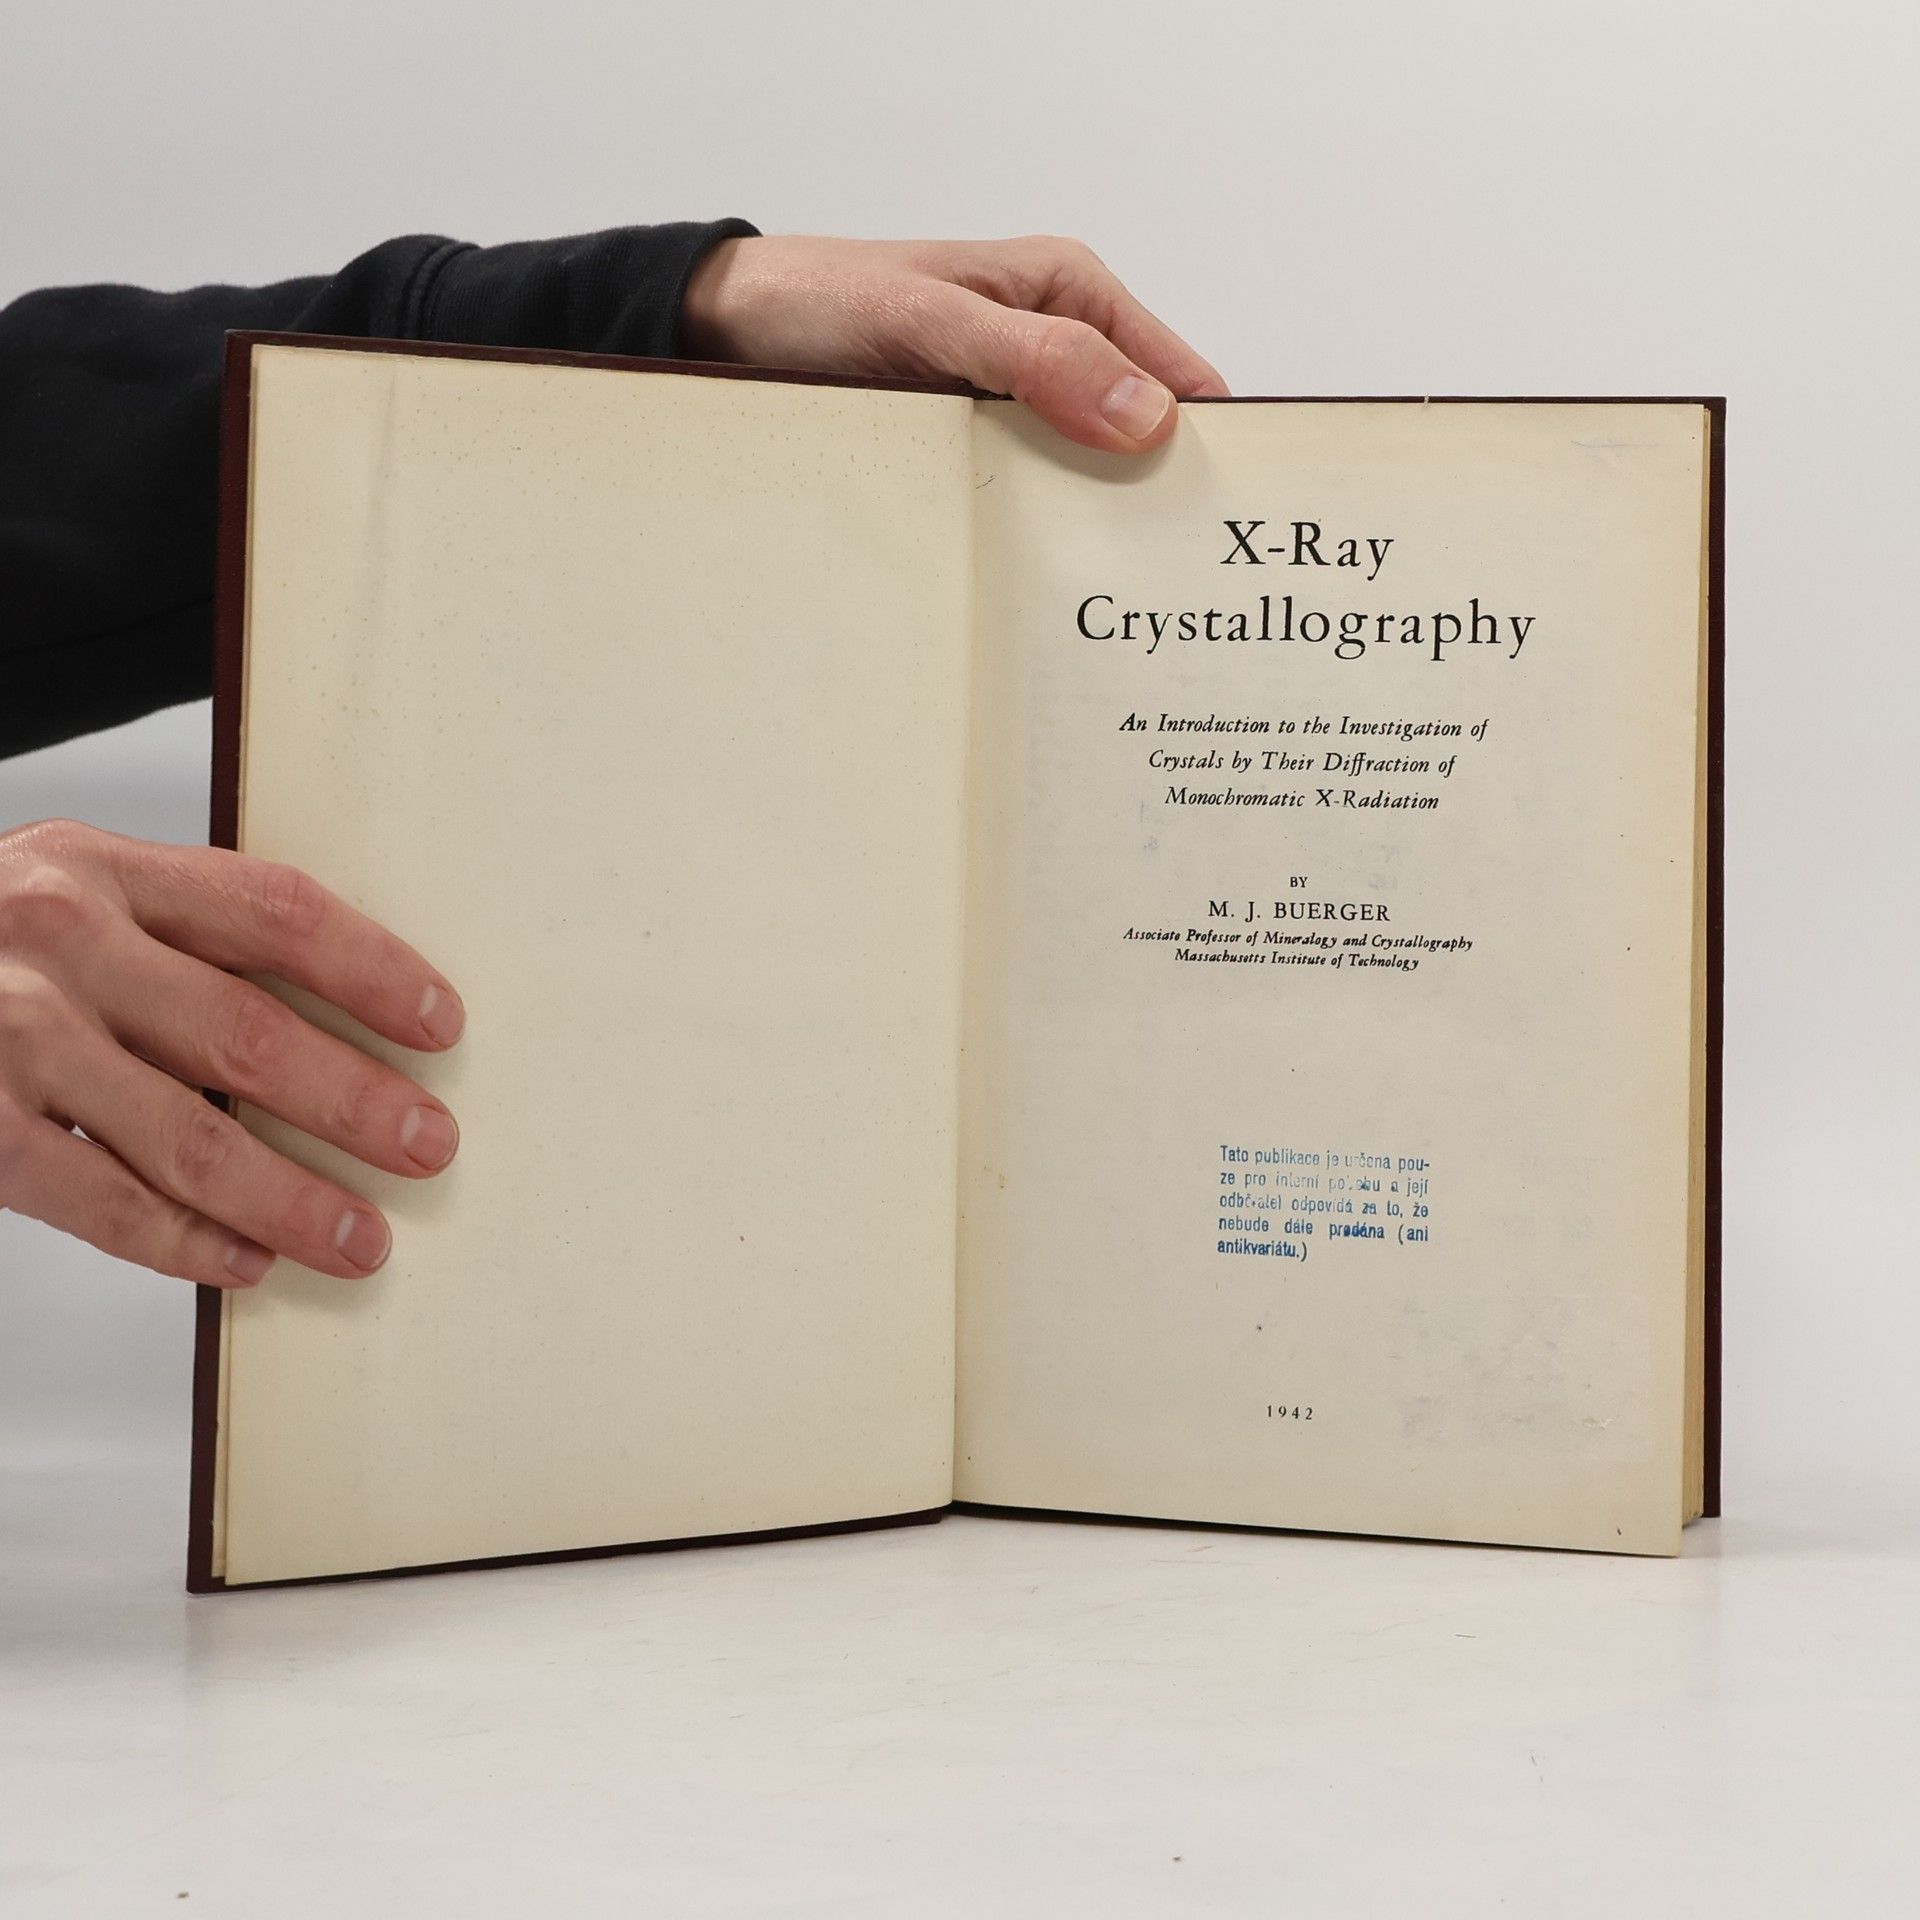 X-Ray
Crystallography
An Introduction to the Investigation of
Crystals by Their Diffraction of
Monochromatic X-Radiation
BY
M. J. BUERGER
Associate Professor of Mineralogy and Crystallography
Massachusetts Institute of Technology
Tato publikace je určena pou-
ze pro interní potřebu a její
odběratel odpovídá za to, že
nebude dále prodána (ani
antikvariátu.)
1942